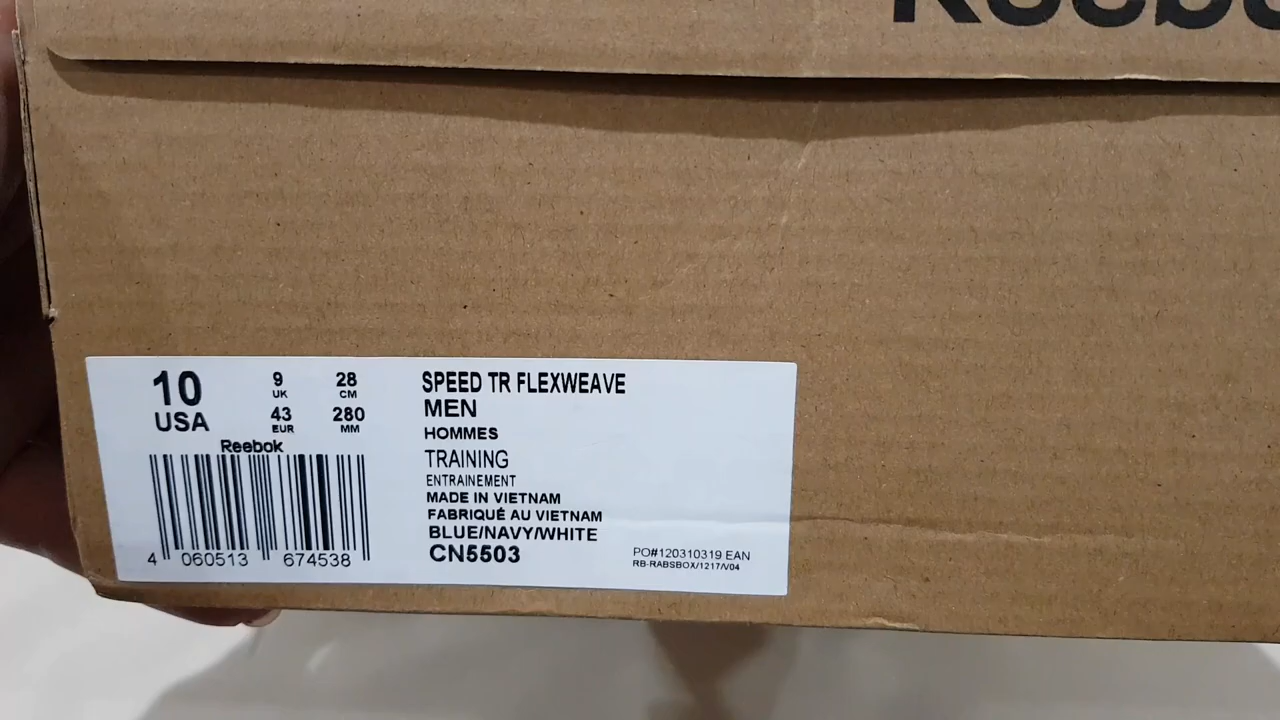 Reebo
10
USA
9
UK
28
CM
43
EUR
280
MM
Reebok
4 060513 674538
SPEED TR FLEXWEAVE
MEN
HOMMES
TRAINING
ENTRAINEMENT
MADE IN VIETNAM
FABRIQUÉ AU VIETNAM
BLUE/NAVY/WHITE
CN5503
PO#120310319 EAN
RB-RABSBOX/1217/V04